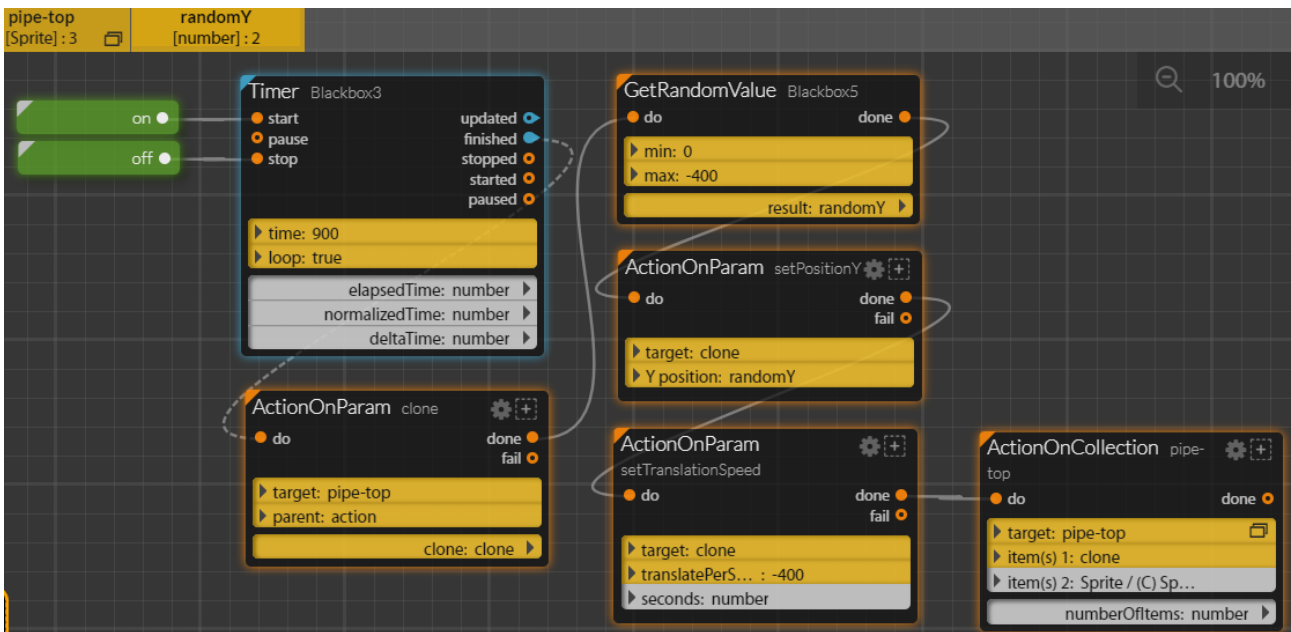 pipe-top
[Sprite] : 3
randomY
[number] : 2
100%
on
off
Timer Blackbox3
start
pause
stop
updated
finished
stopped
started
paused
time: 900
loop: true
elapsedTime: number
normalizedTime: number
deltaTime: number
ActionOnParam clone
do
done
fail
target: pipe-top
parent: action
clone: clone
GetRandomValue Blackbox5
do
done
min: 0
max: -400
result: randomY
ActionOnParam setPositionY
do
done
fail
target: clone
Y position: randomY
ActionOnParam
setTranslationSpeed
do
done
fail
target: clone
translatePerS... : -400
seconds: number
ActionOnCollection pipe-
top
do
done
target: pipe-top
item(s) 1: clone
item(s) 2: Sprite / (C) Sp...
numberOfItems: number